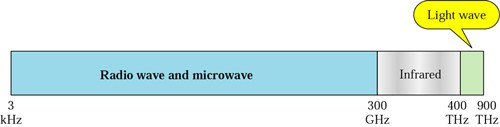 Light wave
Radio wave and microwave
Infrared
3
kHz
300
GHz
400
THz
900
THz